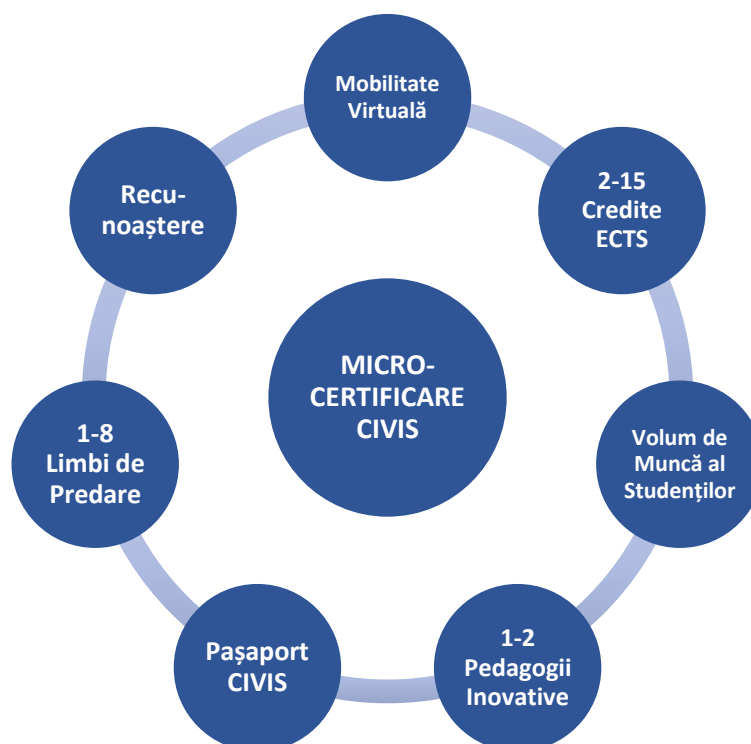 Mobilitate
Virtuală
2-15
Credite
ECTS
Recu-
noaștere
MICRO-
CERTIFICARE
CIVIS
1-8
Limbi de
Predare
Volum de
Muncă al
Studenților
Pașaport
CIVIS
1-2
Pedagogii
Inovative